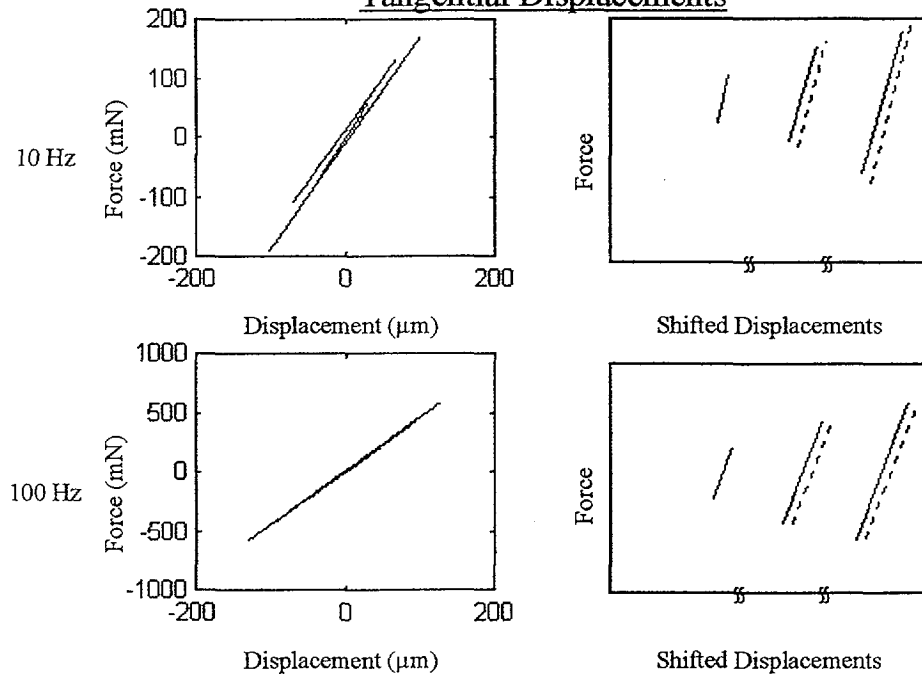 Tangential Displacements
10 Hz
Force (mN)
200
100
0
-100
-200
-200
0
200
Displacement (µm)
Force
Shifted Displacements
100 Hz
Force (mN)
1000
500
0
-500
-1000
-200
0
200
Displacement (µm)
Force
Shifted Displacements